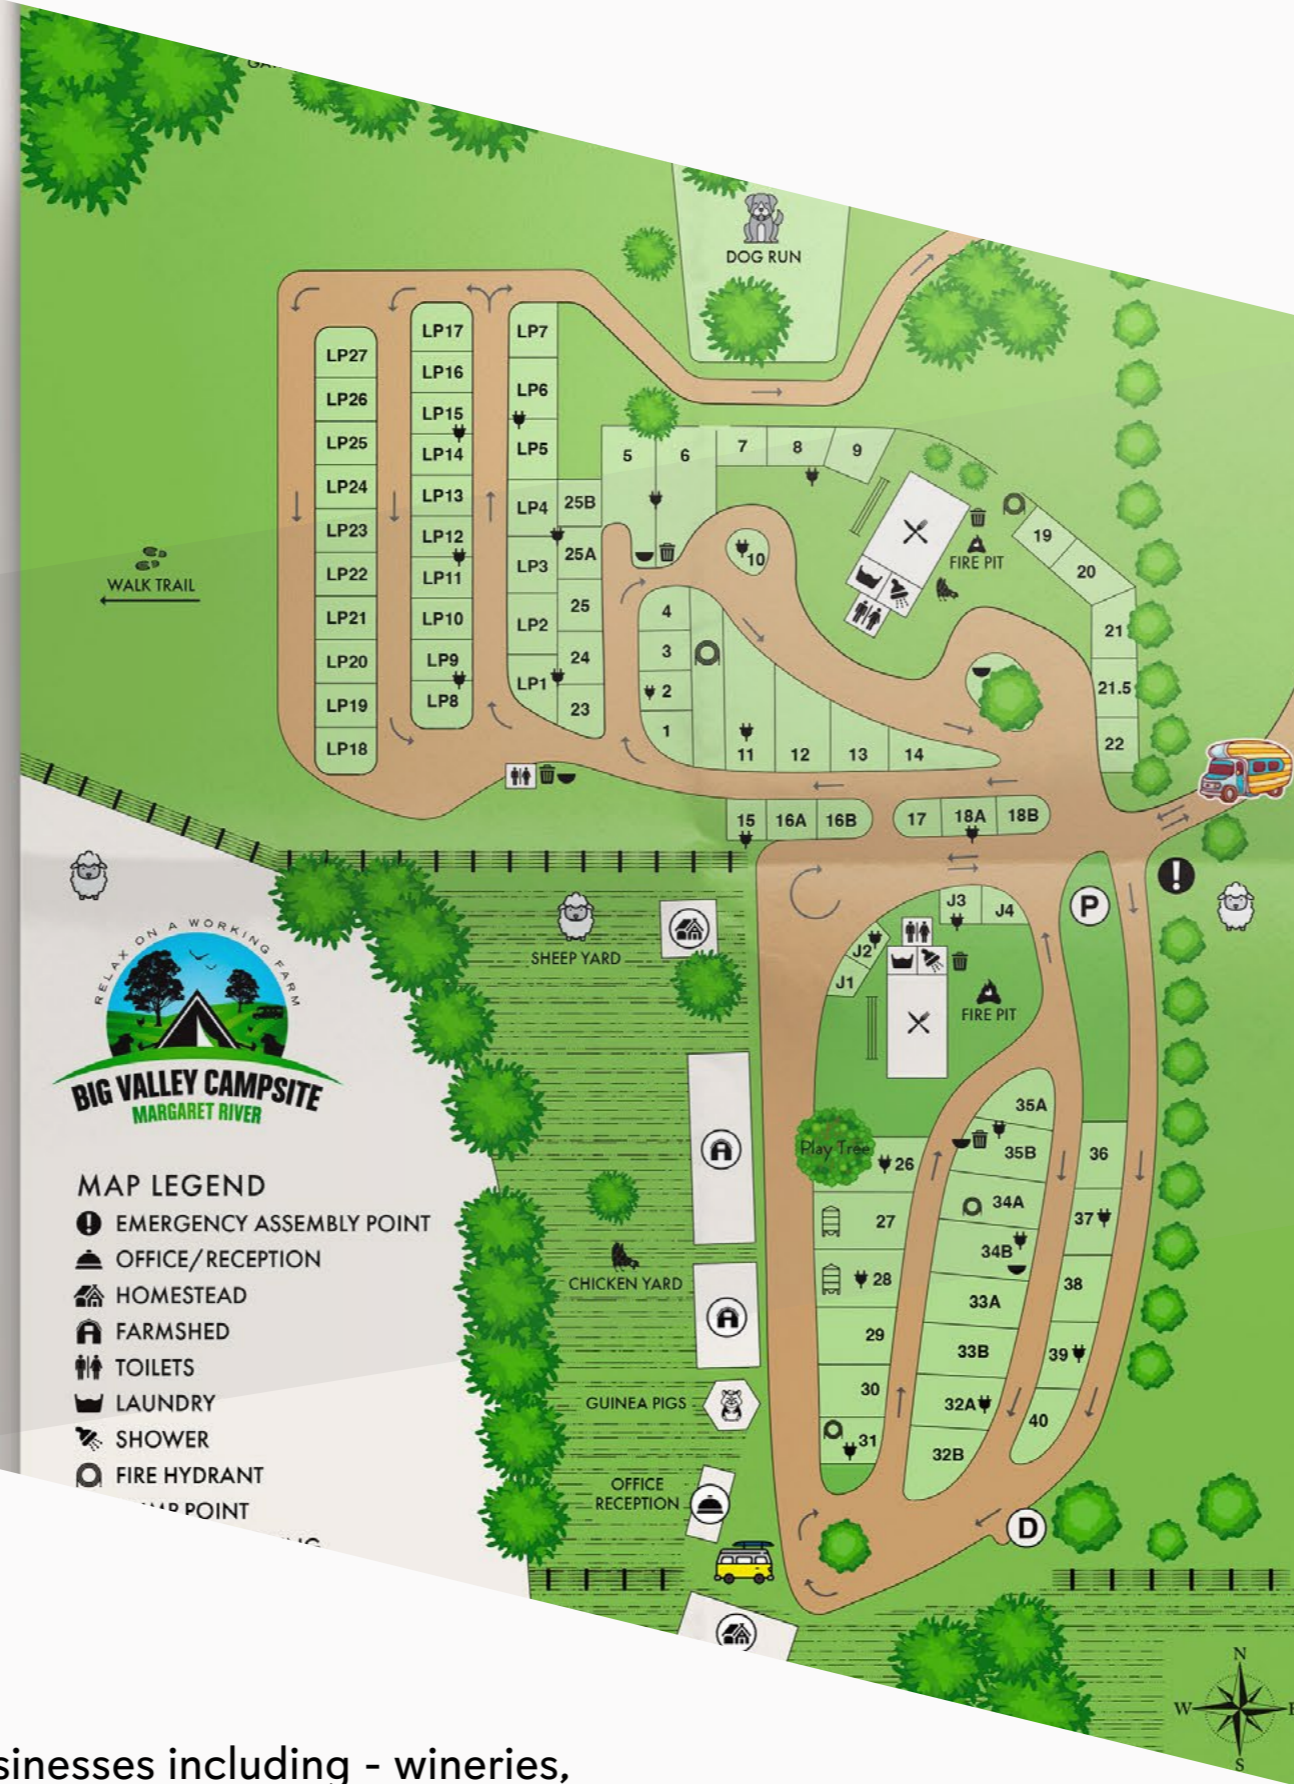 DOG RUN
LP17
LP7
LP27
LP16
LP26
LP6
LP15
LP25
LP5
LP14
5
6
7
8
9
LP24
LP13
LP4
25B
LP23
LP12
19
LP3
25A
10
FIRE PIT
20
LP22
LP11
WALK TRAIL
25
4
LP21
LP10
LP2
21
3
LP20
LP9
24
LP1
2
21.5
LP19
LP8
23
1
22
LP18
11
12
13
14
15
16A
16B
17
18A
18B
J3
J4
P
RELAX ON A WORKING FARM
SHEEP YARD
J2
J1
FIRE PIT
BIG VALLEY CAMPSITE
MARGARET RIVER
35A
Play Tree
26
35B
36
MAP LEGEND
EMERGENCY ASSEMBLY POINT
27
34A
37
OFFICE/RECEPTION
34B
CHICKEN YARD
28
38
HOMESTEAD
33A
FARMSHED
29
33B
39
TOILETS
30
LAUNDRY
GUINEA PIGS
32A
40
SHOWER
31
32B
FIRE HYDRANT
OFFICE
RECEPTION
POINT
D
N
W
S
including - wineries,